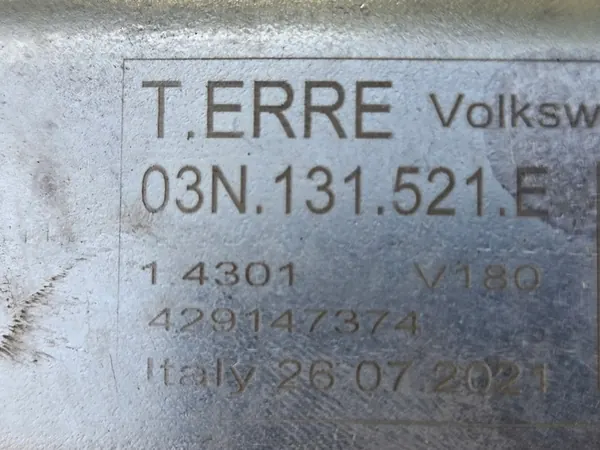 T.ERRE Volksw
03N.131.521.E
1.4301 V180
429147374
Italy 26 07 2021